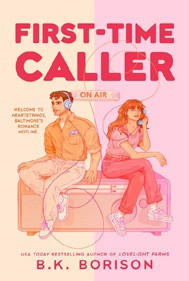 FIRST-TIME
CALLER
ON AIR
WELCOME TO
HEARTSTRINGS,
BALTIMORE'S
ROMANCE
HOTLINE.
USA TODAY BESTSELLING AUTHOR OF LOVELIGHT FARMS
B.K. BORISON